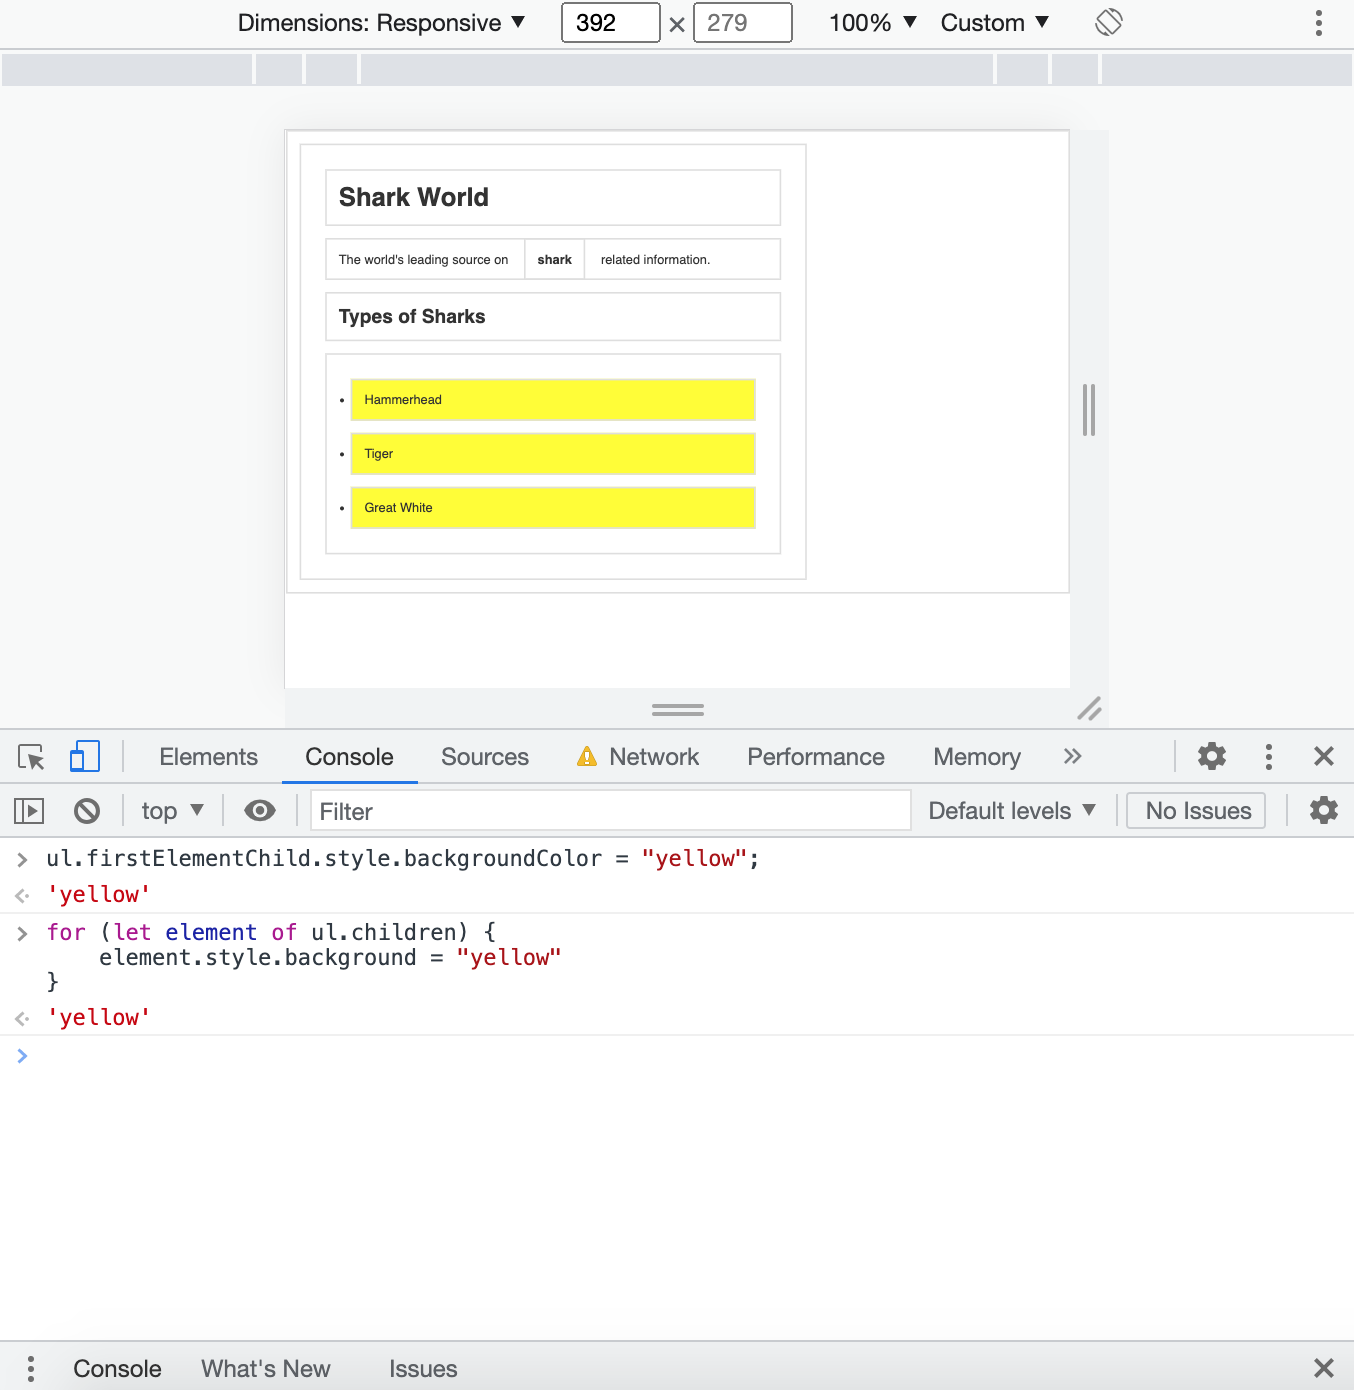 Dimensions: Responsive ▼ 392 × 279 100% ▼ Custom ▼
Shark World
The world's leading source on shark related information.
Types of Sharks
• Hammerhead
• Tiger
• Great White
Elements Console Sources Network Performance Memory »
top ▼ Filter Default levels ▼ No Issues
> ul.firstElementChild.style.backgroundColor = "yellow";
'yellow'
> for (let element of ul.children) {
element.style.background = "yellow"
}
'yellow'
>
Console What's New Issues